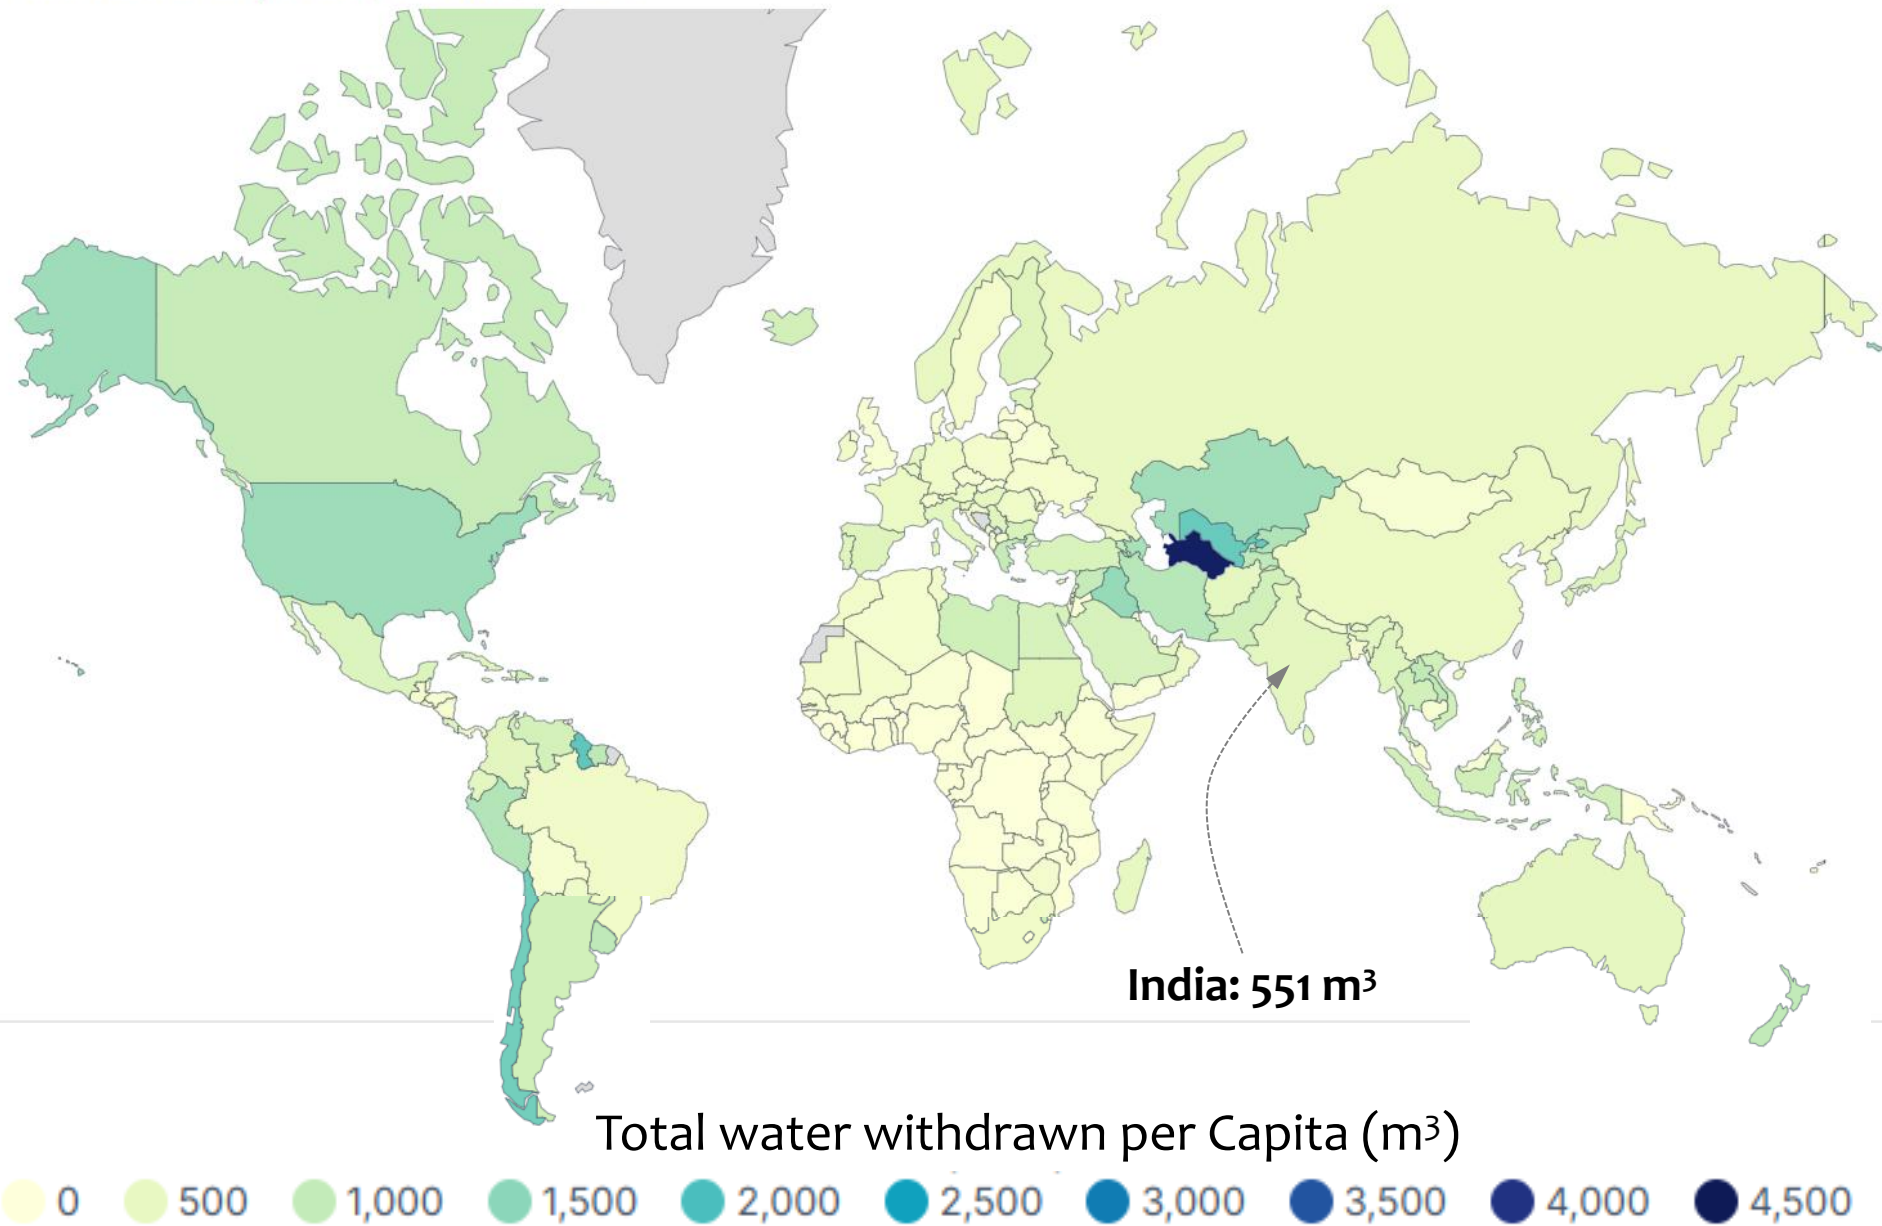 India: 551 m³
Total water withdrawn per Capita (m³)
0 500 1,000 1,500 2,000 2,500 3,000 3,500 4,000 4,500